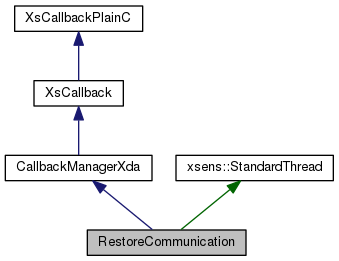 XsCallbackPlainC
XsCallback
CallbackManagerXda
xsens::StandardThread
RestoreCommunication